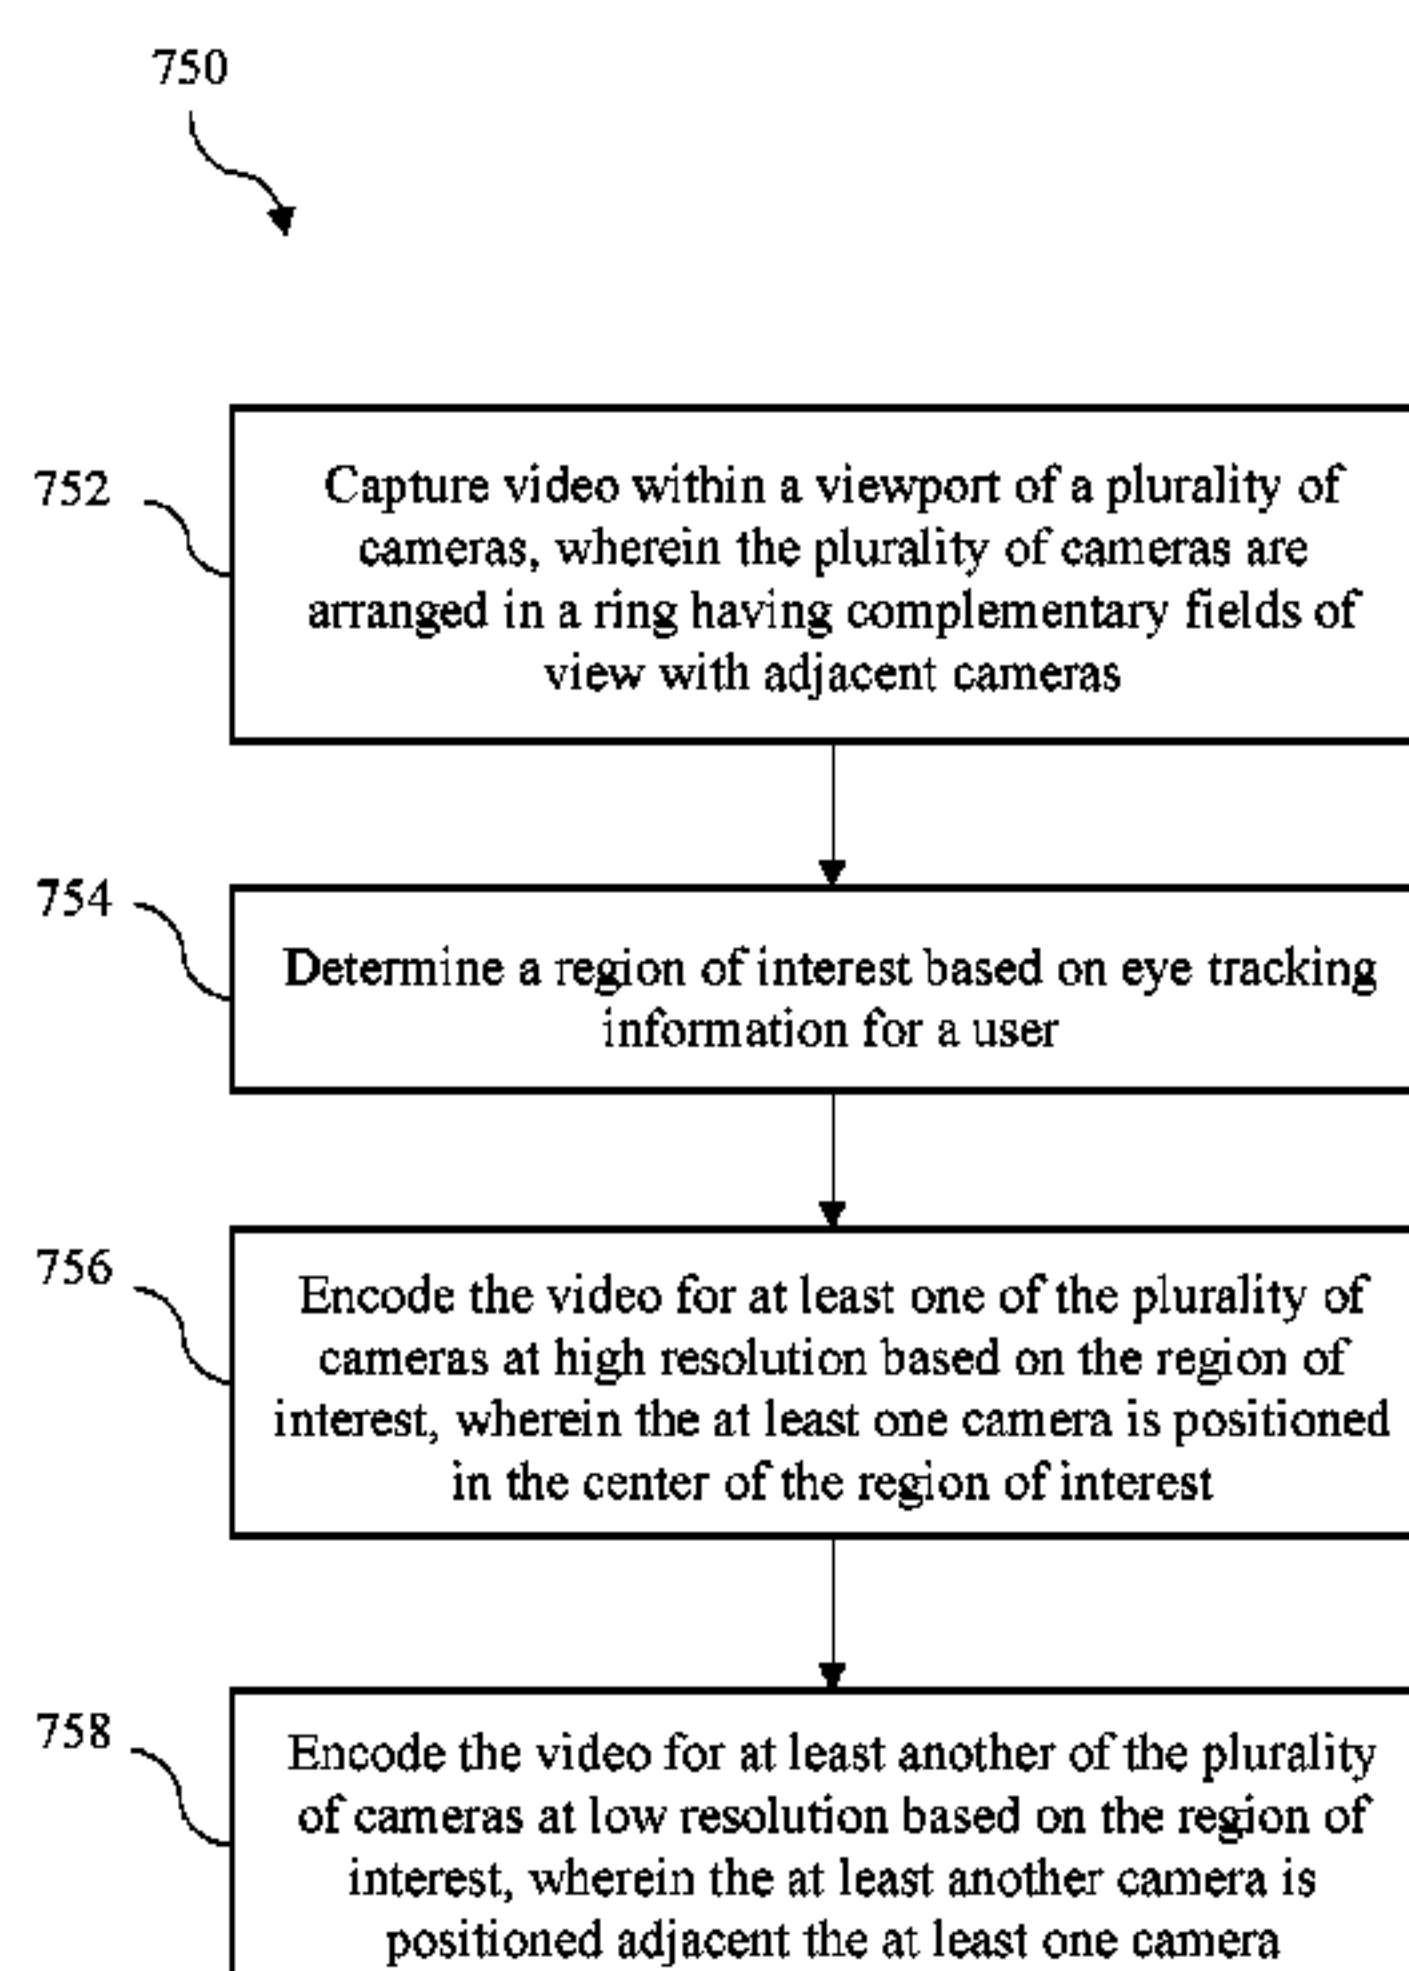 750
752
Capture video within a viewport of a plurality of
cameras, wherein the plurality of cameras are
arranged in a ring having complementary fields of
view with adjacent cameras
754
Determine a region of interest based on eye tracking
information for a user
756
Encode the video for at least one of the plurality of
cameras at high resolution based on the region of
interest, wherein the at least one camera is positioned
in the center of the region of interest
758
Encode the video for at least another of the plurality
of cameras at low resolution based on the region of
interest, wherein the at least another camera is
positioned adjacent the at least one camera